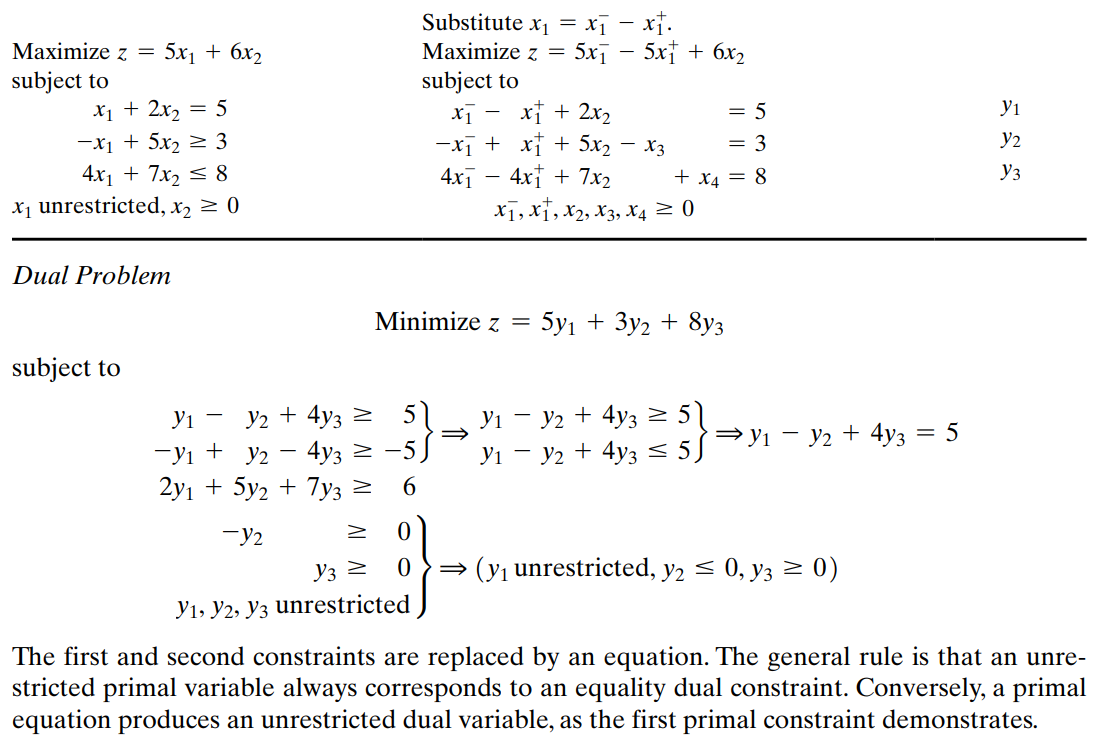 Substitute x₁ = x₁⁻ − x₁⁺.
Maximize z = 5x₁ + 6x₂ Maximize z = 5x₁⁻ − 5x₁⁺ + 6x₂
subject to subject to
x₁ + 2x₂ = 5 x₁⁻ − x₁⁺ + 2x₂ = 5 y₁
−x₁ + 5x₂ ≥ 3 −x₁⁻ + x₁⁺ + 5x₂ − x₃ = 3 y₂
4x₁ + 7x₂ ≤ 8 4x₁⁻ − 4x₁⁺ + 7x₂ + x₄ = 8 y₃
x₁ unrestricted, x₂ ≥ 0 x₁⁻, x₁⁺, x₂, x₃, x₄ ≥ 0
Dual Problem
Minimize z = 5y₁ + 3y₂ + 8y₃
subject to
y₁ − y₂ + 4y₃ ≥ 5 } ⇒ y₁ − y₂ + 4y₃ ≥ 5 } ⇒ y₁ − y₂ + 4y₃ = 5
−y₁ + y₂ − 4y₃ ≥ −5 y₁ − y₂ + 4y₃ ≤ 5
2y₁ + 5y₂ + 7y₃ ≥ 6
−y₂ ≥ 0
y₃ ≥ 0 } ⇒ (y₁ unrestricted, y₂ ≤ 0, y₃ ≥ 0)
y₁, y₂, y₃ unrestricted
The first and second constraints are replaced by an equation. The general rule is that an unre-
stricted primal variable always corresponds to an equality dual constraint. Conversely, a primal
equation produces an unrestricted dual variable, as the first primal constraint demonstrates.